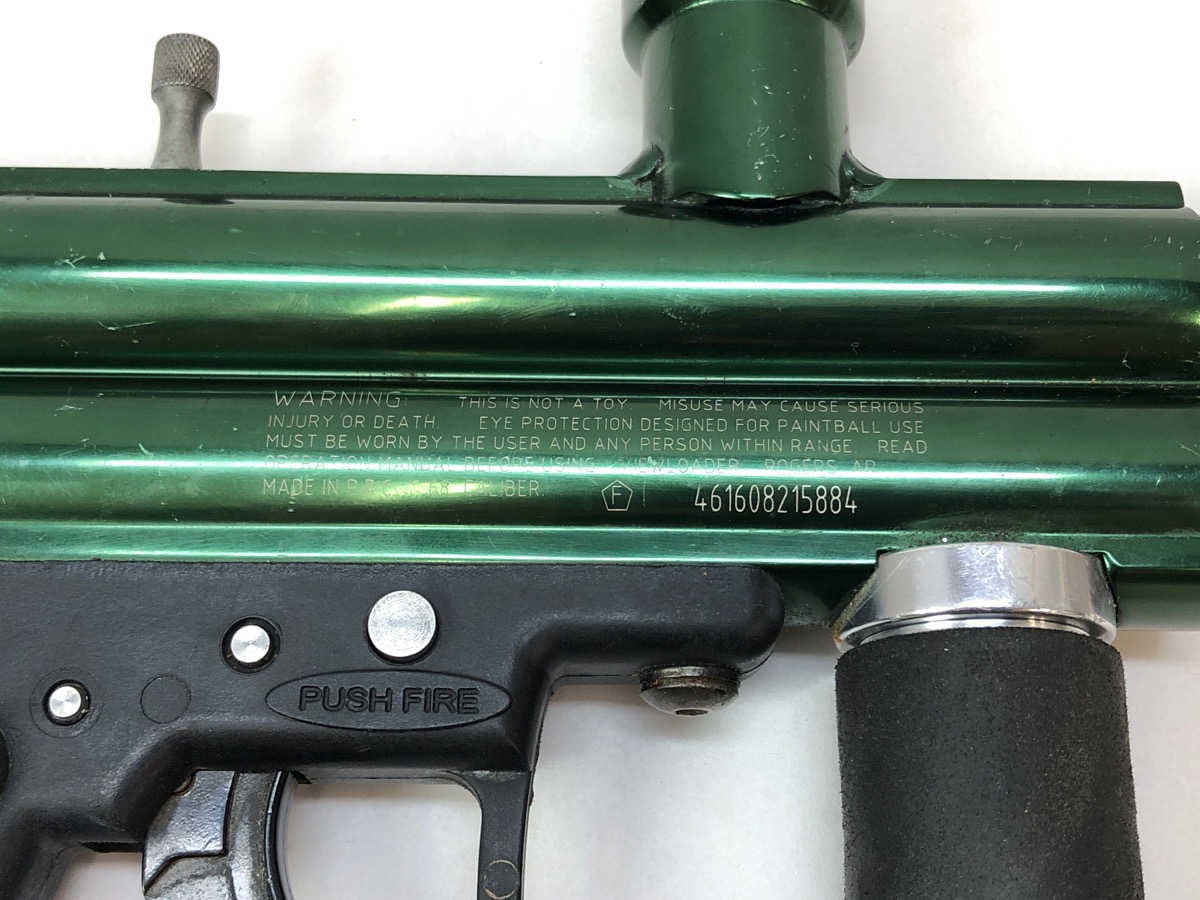 WARNING: THIS IS NOT A TOY. MISUSE MAY CAUSE SERIOUS
INJURY OR DEATH. EYE PROTECTION DESIGNED FOR PAINTBALL USE
MUST BE WORN BY THE USER AND ANY PERSON WITHIN RANGE. READ
OPERATION MANUAL BEFORE USING. VIEWLOADER, ROGERS, AR
MADE IN P.R.C. .68 CALIBER. F 461608215884
PUSH FIRE